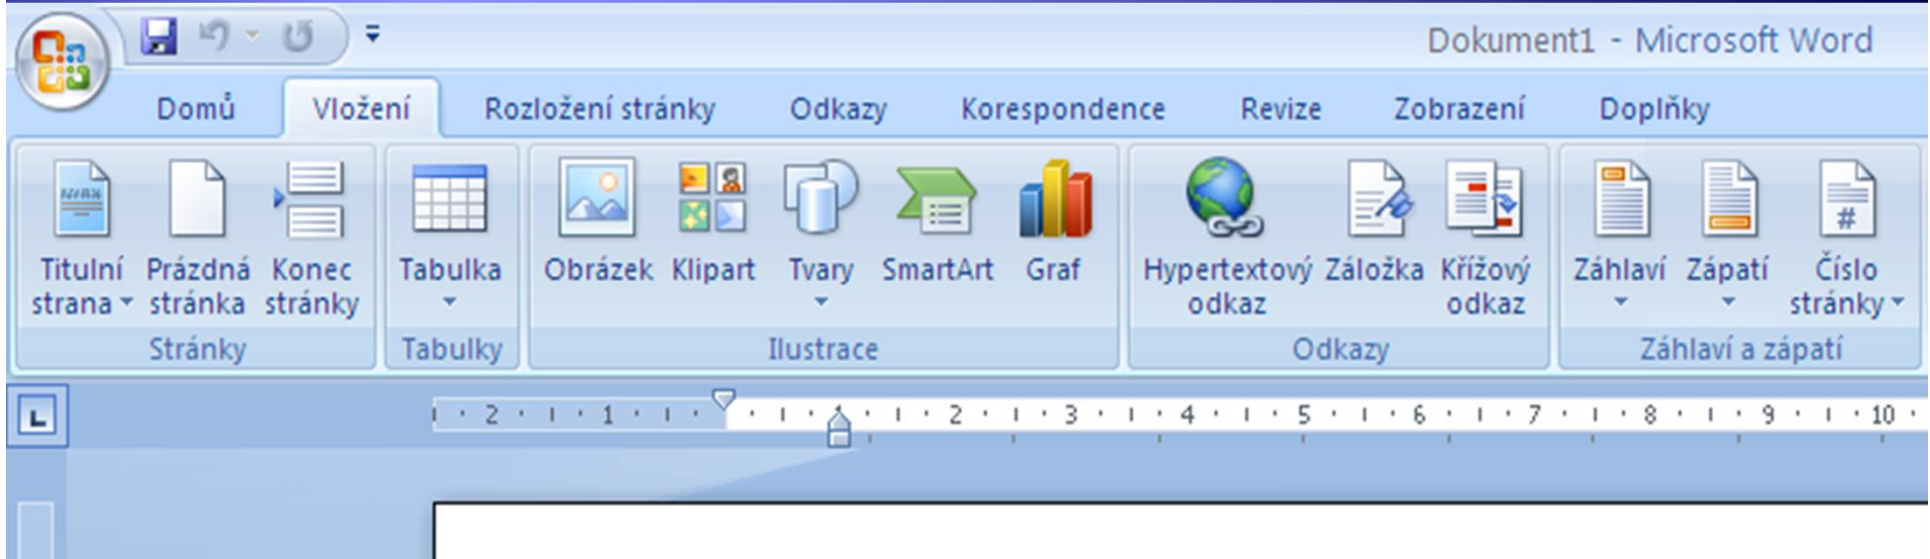 Dokument1 - Microsoft Word
Domů Vložení Rozložení stránky Odkazy Korespondence Revize Zobrazení Doplňky
Titulní strana Prázdná stránka Konec stránky Tabulka Obrázek Klipart Tvary SmartArt Graf Hypertextový odkaz Záložka Křížový odkaz Záhlaví Zápatí Číslo stránky
Stránky Tabulky Ilustrace Odkazy Záhlaví a zápatí
2 1 1 2 3 4 5 6 7 8 9 10